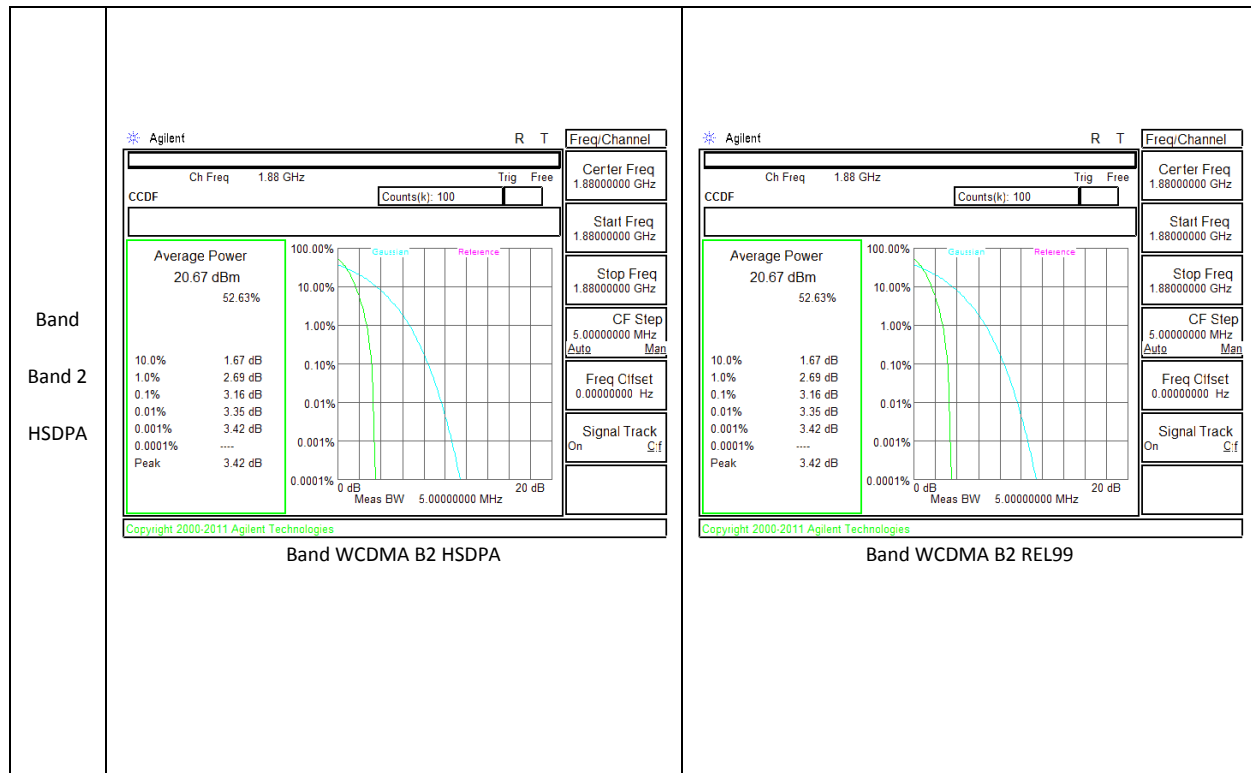 Band
Band 2
HSDPA
Agilent R T
Ch Freq 1.88 GHz Trig Free
CCDF Counts(k): 100
Average Power
20.67 dBm
52.63%
10.0% 1.67 dB
1.0% 2.69 dB
0.1% 3.16 dB
0.01% 3.35 dB
0.001% 3.42 dB
0.0001% ----
Peak 3.42 dB
Gaussian Reference
100.00%
10.00%
1.00%
0.10%
0.01%
0.001%
0.0001%
0 dB 20 dB
Meas BW 5.00000000 MHz
Freq/Channel
Center Freq
1.88000000 GHz
Start Freq
1.88000000 GHz
Stop Freq
1.88000000 GHz
CF Step
5.00000000 MHz
Auto Man
Freq Offset
0.00000000 Hz
Signal Track
On Off
Copyright 2000-2011 Agilent Technologies
Band WCDMA B2 HSDPA
Agilent R T
Ch Freq 1.88 GHz Trig Free
CCDF Counts(k): 100
Average Power
20.67 dBm
52.63%
10.0% 1.67 dB
1.0% 2.69 dB
0.1% 3.16 dB
0.01% 3.35 dB
0.001% 3.42 dB
0.0001% ----
Peak 3.42 dB
Gaussian Reference
100.00%
10.00%
1.00%
0.10%
0.01%
0.001%
0.0001%
0 dB 20 dB
Meas BW 5.00000000 MHz
Freq/Channel
Center Freq
1.88000000 GHz
Start Freq
1.88000000 GHz
Stop Freq
1.88000000 GHz
CF Step
5.00000000 MHz
Auto Man
Freq Offset
0.00000000 Hz
Signal Track
On Off
Copyright 2000-2011 Agilent Technologies
Band WCDMA B2 REL99